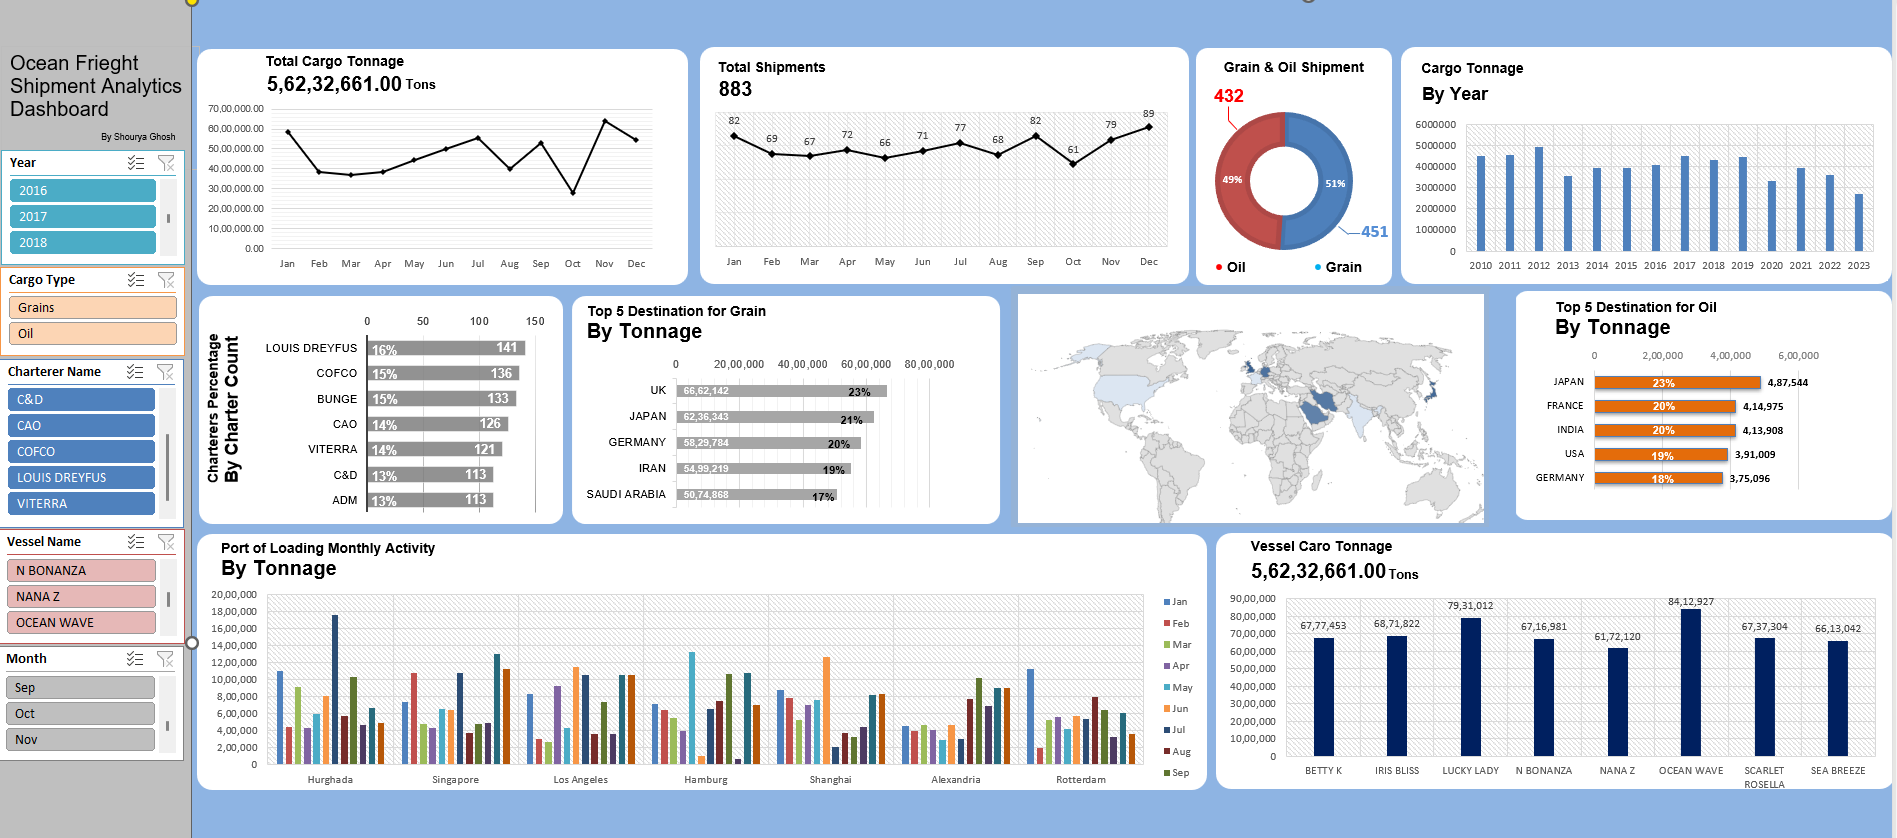 Ocean Frieght
Shipment Analytics
Dashboard
By Shourya Ghosh
Year
2016
2017
2018
Cargo Type
Grains
Oil
Charterer Name
C&D
CAO
COFCO
LOUIS DREYFUS
VITERRA
Vessel Name
N BONANZA
NANA Z
OCEAN WAVE
Month
Sep
Oct
Nov
Total Cargo Tonnage
5,62,32,661.00 Tons
70,00,000.00
60,00,000.00
50,00,000.00
40,00,000.00
30,00,000.00
20,00,000.00
10,00,000.00
0.00
Jan Feb Mar Apr May Jun Jul Aug Sep Oct Nov Dec
Total Shipments
883
82 69 67 72 66 71 77 68 82 61 79 89
Jan Feb Mar Apr May Jun Jul Aug Sep Oct Nov Dec
Grain & Oil Shipment
432
49% 51%
451
Oil Grain
Cargo Tonnage
By Year
6000000
5000000
4000000
3000000
2000000
1000000
0
2010 2011 2012 2013 2014 2015 2016 2017 2018 2019 2020 2021 2022 2023
Charterers Percentage
By Charter Count
0 50 100 150
LOUIS DREYFUS 16% 141
COFCO 15% 136
BUNGE 15% 133
CAO 14% 126
VITERRA 14% 121
C&D 13% 113
ADM 13% 113
Top 5 Destination for Grain
By Tonnage
0 20,00,000 40,00,000 60,00,000 80,00,000
UK 66,62,142 23%
JAPAN 62,36,343 21%
GERMANY 58,29,784 20%
IRAN 54,99,219 19%
SAUDI ARABIA 50,74,868 17%
Top 5 Destination for Oil
By Tonnage
0 2,00,000 4,00,000 6,00,000
JAPAN 23% 4,87,544
FRANCE 20% 4,14,975
INDIA 20% 4,13,908
USA 19% 3,91,009
GERMANY 18% 3,75,096
Port of Loading Monthly Activity
By Tonnage
20,00,000
18,00,000
16,00,000
14,00,000
12,00,000
10,00,000
8,00,000
6,00,000
4,00,000
2,00,000
0
Hurghada Singapore Los Angeles Hamburg Shanghai Alexandria Rotterdam
Jan
Feb
Mar
Apr
May
Jun
Jul
Aug
Sep
Vessel Caro Tonnage
5,62,32,661.00 Tons
90,00,000
80,00,000
70,00,000
60,00,000
50,00,000
40,00,000
30,00,000
20,00,000
10,00,000
0
67,77,453 68,71,822 79,31,012 67,16,981 61,72,120 84,12,927 67,37,304 66,13,042
BETTY K IRIS BLISS LUCKY LADY N BONANZA NANA Z OCEAN WAVE SCARLET ROSELLA SEA BREEZE